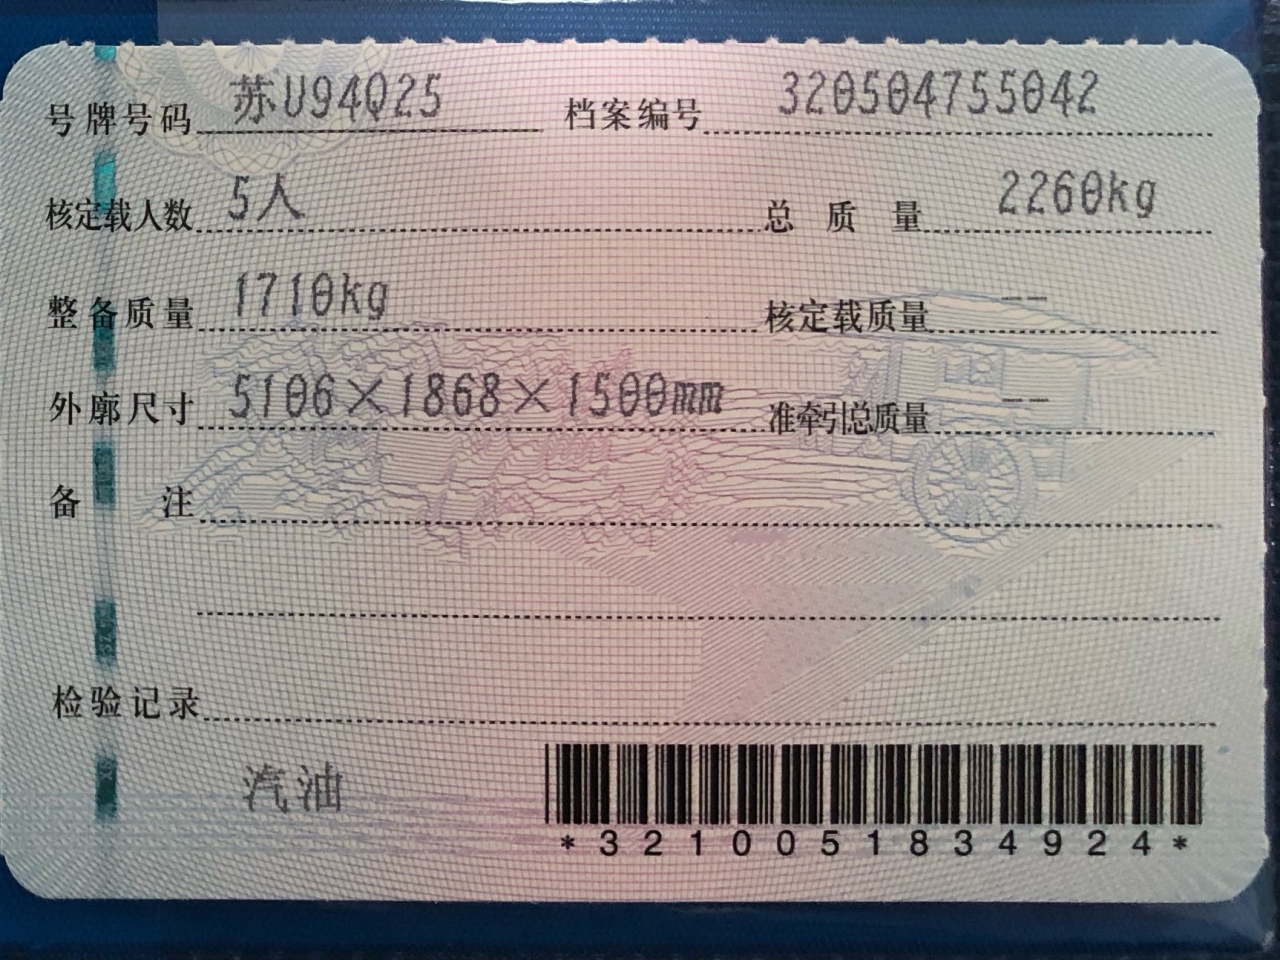 号牌号码 苏U94Q25 档案编号 320504755042
核定载人数 5人 总质量 2260kg
整备质量 1710kg 核定载质量 --
外廓尺寸 5106×1868×1500mm 准牵引总质量 --
备注
检验记录
汽油
*3210051834924*